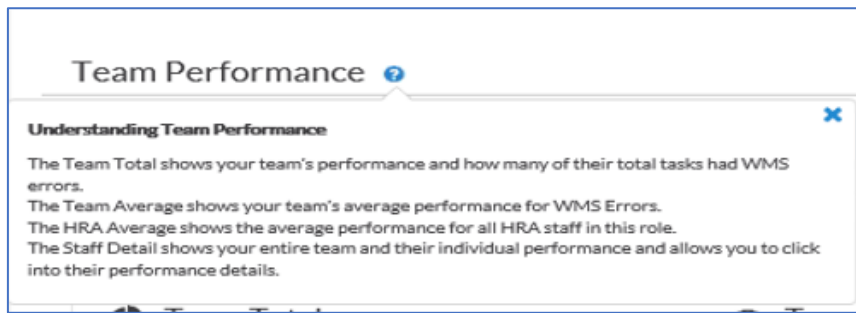 Team Performance ?
Understanding Team Performance
The Team Total shows your team's performance and how many of their total tasks had WMS
errors.
The Team Average shows your team's average performance for WMS Errors.
The HRA Average shows the average performance for all HRA staff in this role.
The Staff Detail shows your entire team and their individual performance and allows you to click
into their performance details.